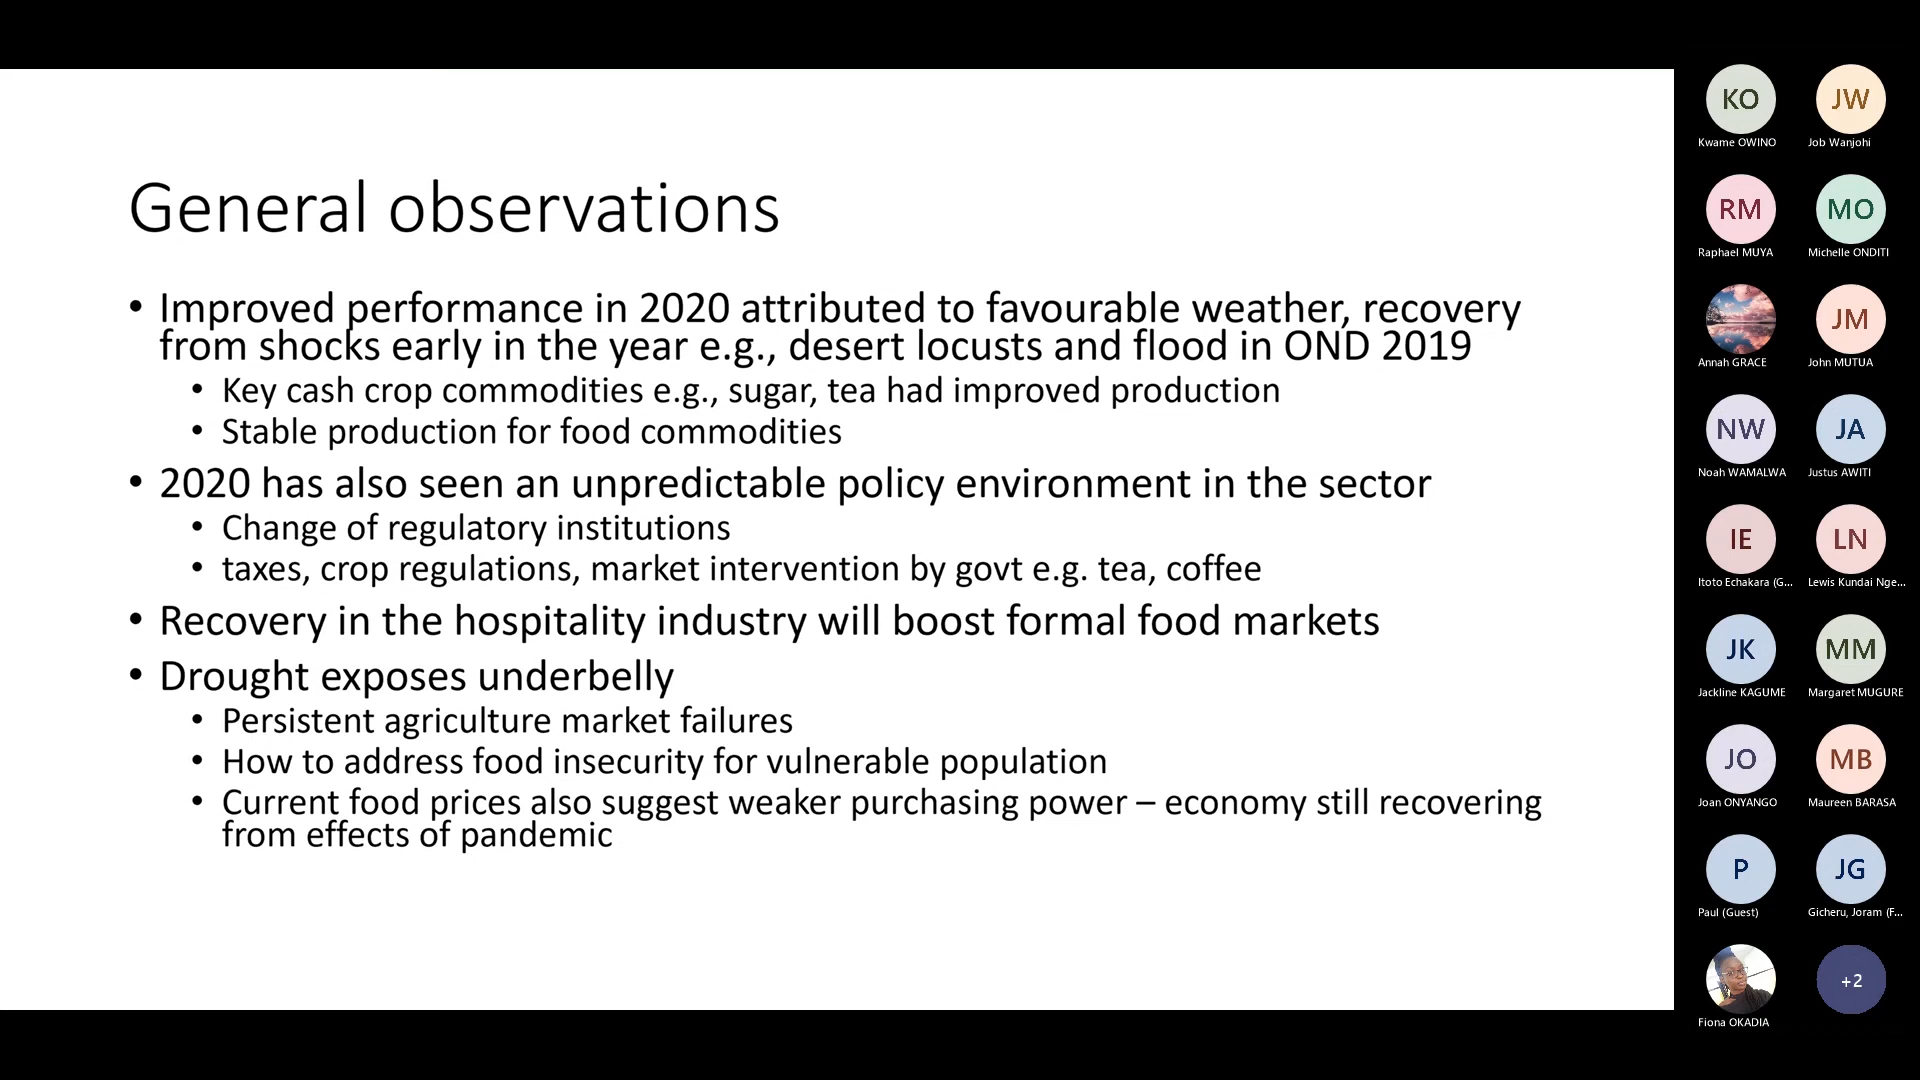 General observations
• Improved performance in 2020 attributed to favourable weather, recovery
from shocks early in the year e.g., desert locusts and flood in OND 2019
• Key cash crop commodities e.g., sugar, tea had improved production
• Stable production for food commodities
• 2020 has also seen an unpredictable policy environment in the sector
• Change of regulatory institutions
• taxes, crop regulations, market intervention by govt e.g. tea, coffee
• Recovery in the hospitality industry will boost formal food markets
• Drought exposes underbelly
• Persistent agriculture market failures
• How to address food insecurity for vulnerable population
• Current food prices also suggest weaker purchasing power – economy still recovering
from effects of pandemic
KO JW
Kwame OWINO Job Wanjohi
RM MO
Raphael MUYA Michelle ONDITI
JM
Annah GRACE John MUTUA
NW JA
Noah WAMALWA Justus AWITI
IE LN
Itoto Echakara (G... Lewis Kundai Nge...
JK MM
Jackline KAGUME Margaret MUGURE
JO MB
Joan ONYANGO Maureen BARASA
P JG
Paul (Guest) Gicheru, Joram (F...
+2
Fiona OKADIA